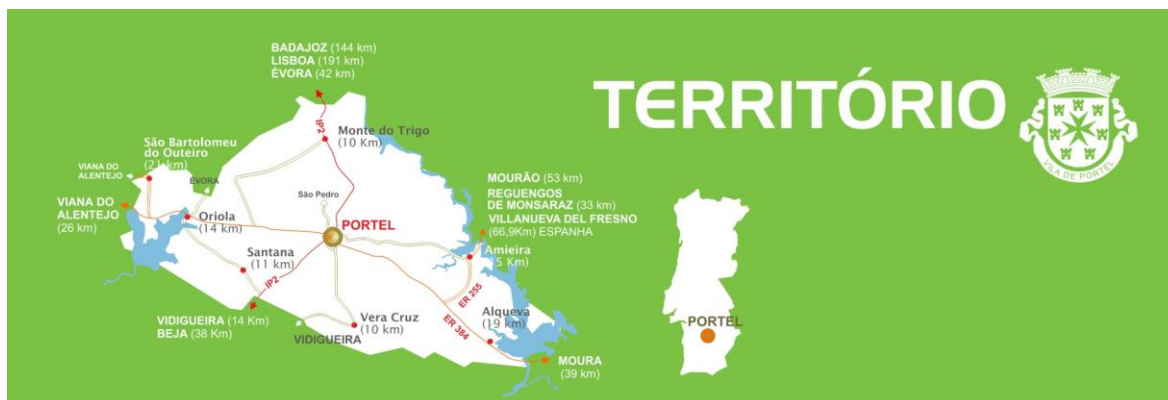 BADAJOZ (144 km)
LISBOA (191 km)
ÉVORA (42 km)
TERRITÓRIO
VILA DE PORTEL
IP2
Monte do Trigo
(10 Km)
São Bartolomeu
do Outeiro
(21 km)
VIANA DO
ALENTEJO
ÉVORA
São Pedro
MOURÃO (53 km)
REGUENGOS
DE MONSARAZ (33 km)
VILLANUEVA DEL FRESNO
(66,9Km) ESPANHA
VIANA DO
ALENTEJO
(26 km)
Oriola
(14 km)
PORTEL
Amieira
Santana
(11 km)
IP2
ER 255
VIDIGUEIRA (14 Km)
BEJA (38 Km)
Vera Cruz
(10 km)
VIDIGUEIRA
ER 384
Alqueva
(19 km)
MOURA
(39 km)
PORTEL